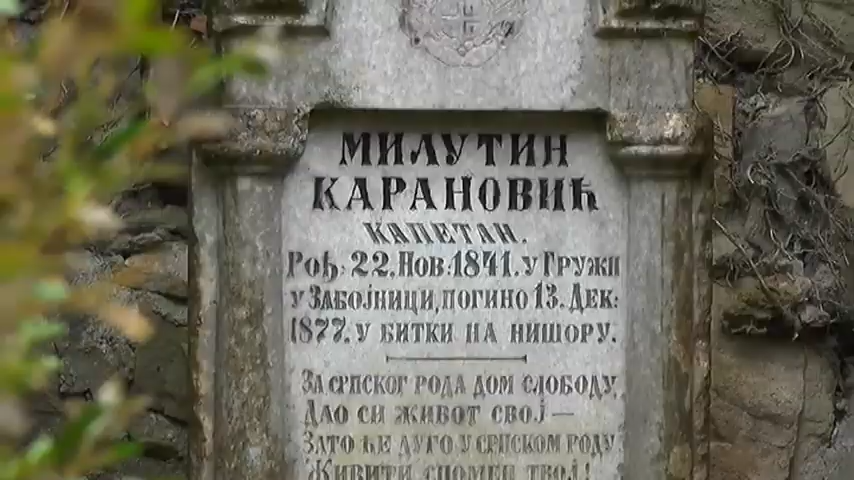 МИЛУТИН
КАРАНОВИЋ
КАПЕТАН.
Рођ: 22. Нов. 1841. у Гружи
у Забојници, погино 13. Дек:
1877. у битки на нишору.
За српског рода дом слободу,
Дао си живот свој —
Зато ће дуго у српском роду
Живити спомен твој!